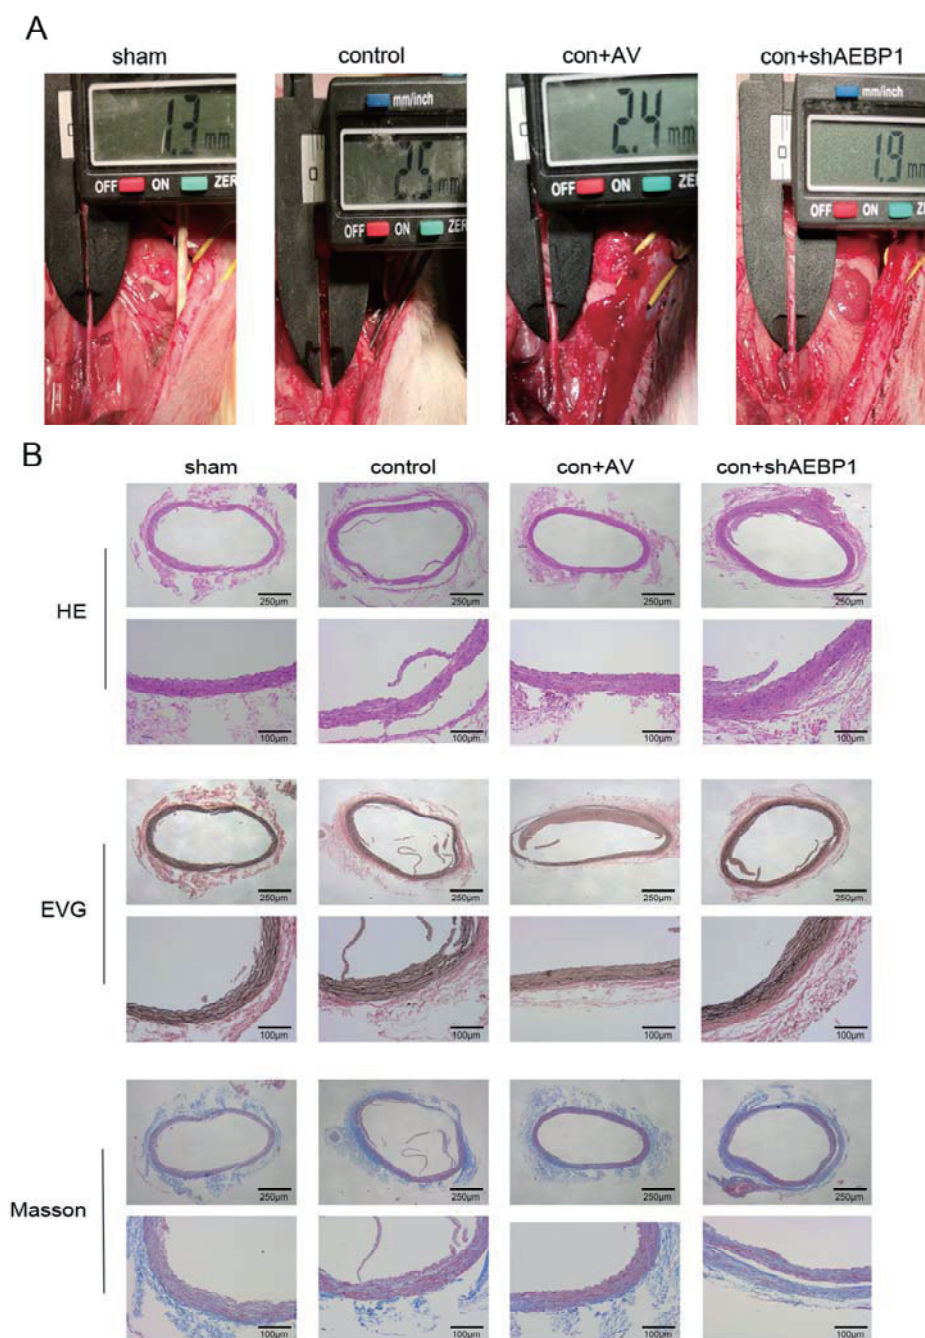 A
sham control con+AV con+shAEBP1
1.3 mm
OFF ON ZER
mm/inch
25 mm
OFF ON ZE
2.4 mm
OFF ON ZE
mm/inch
1.9 m
OFF ON Z
B
sham control con+AV con+shAEBP1
HE
250μm 250μm 250μm 250μm
100μm 100μm 100μm 100μm
EVG
250μm 250μm 250μm 250μm
100μm 100μm 100μm 100μm
Masson
250μm 250μm 250μm 250μm
100μm 100μm 100μm 100μm